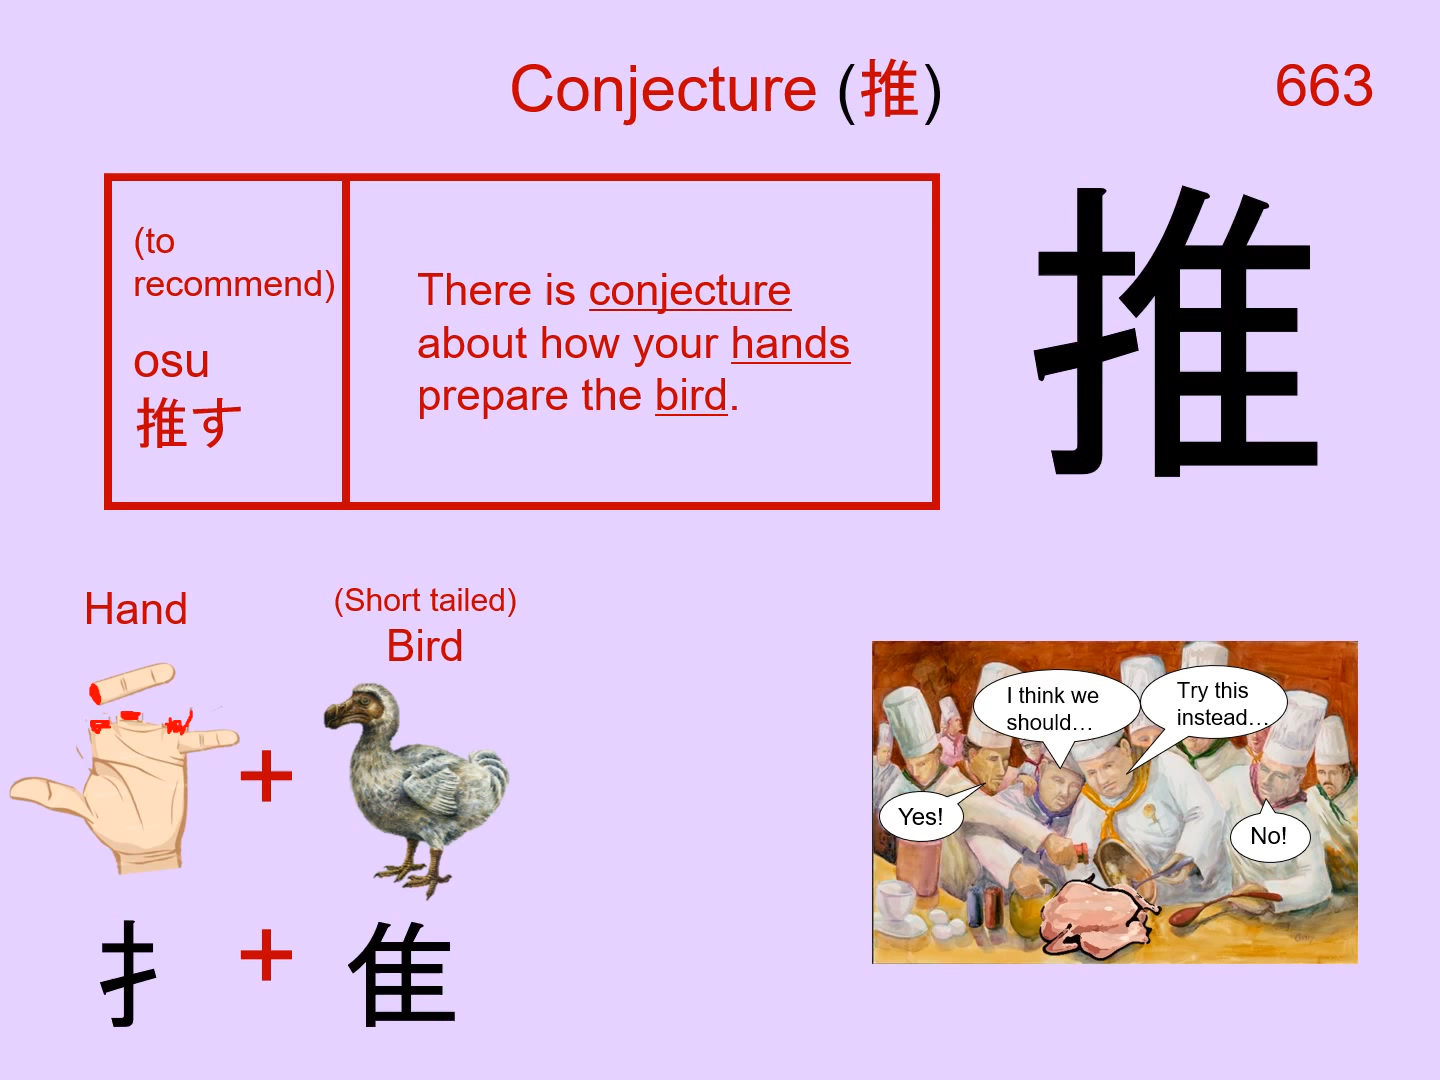 Conjecture (推)
663
(to
recommend)
osu
推す
There is conjecture
about how your hands
prepare the bird.
推
Hand
(Short tailed)
Bird
+
扌 + 隹
I think we
should…
Try this
instead…
Yes!
No!